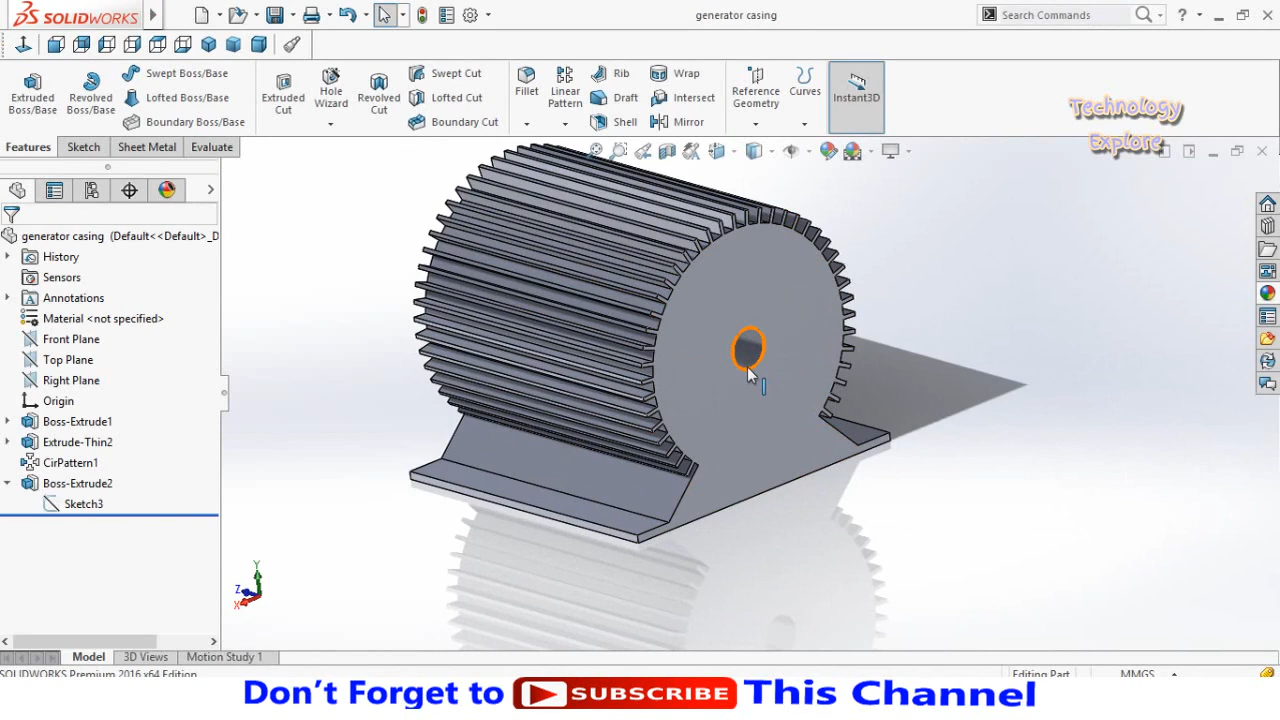 SOLIDWORKS
generator casing
Search Commands
Extruded Boss/Base
Revolved Boss/Base
Swept Boss/Base
Lofted Boss/Base
Boundary Boss/Base
Extruded Cut
Hole Wizard
Revolved Cut
Swept Cut
Lofted Cut
Boundary Cut
Fillet
Linear Pattern
Rib
Draft
Shell
Wrap
Intersect
Mirror
Reference Geometry
Curves
Instant3D
Technology
Explore
Features
Sketch
Sheet Metal
Evaluate
generator casing (Default<<Default>_D
History
Sensors
Annotations
Material <not specified>
Front Plane
Top Plane
Right Plane
Origin
Boss-Extrude1
Extrude-Thin2
CirPattern1
Boss-Extrude2
Sketch3
Y
Z
X
Model
3D Views
Motion Study 1
SOLIDWORKS Premium 2016 x64 Edition
Editing Part
MMGS
Don't Forget to SUBSCRIBE This Channel